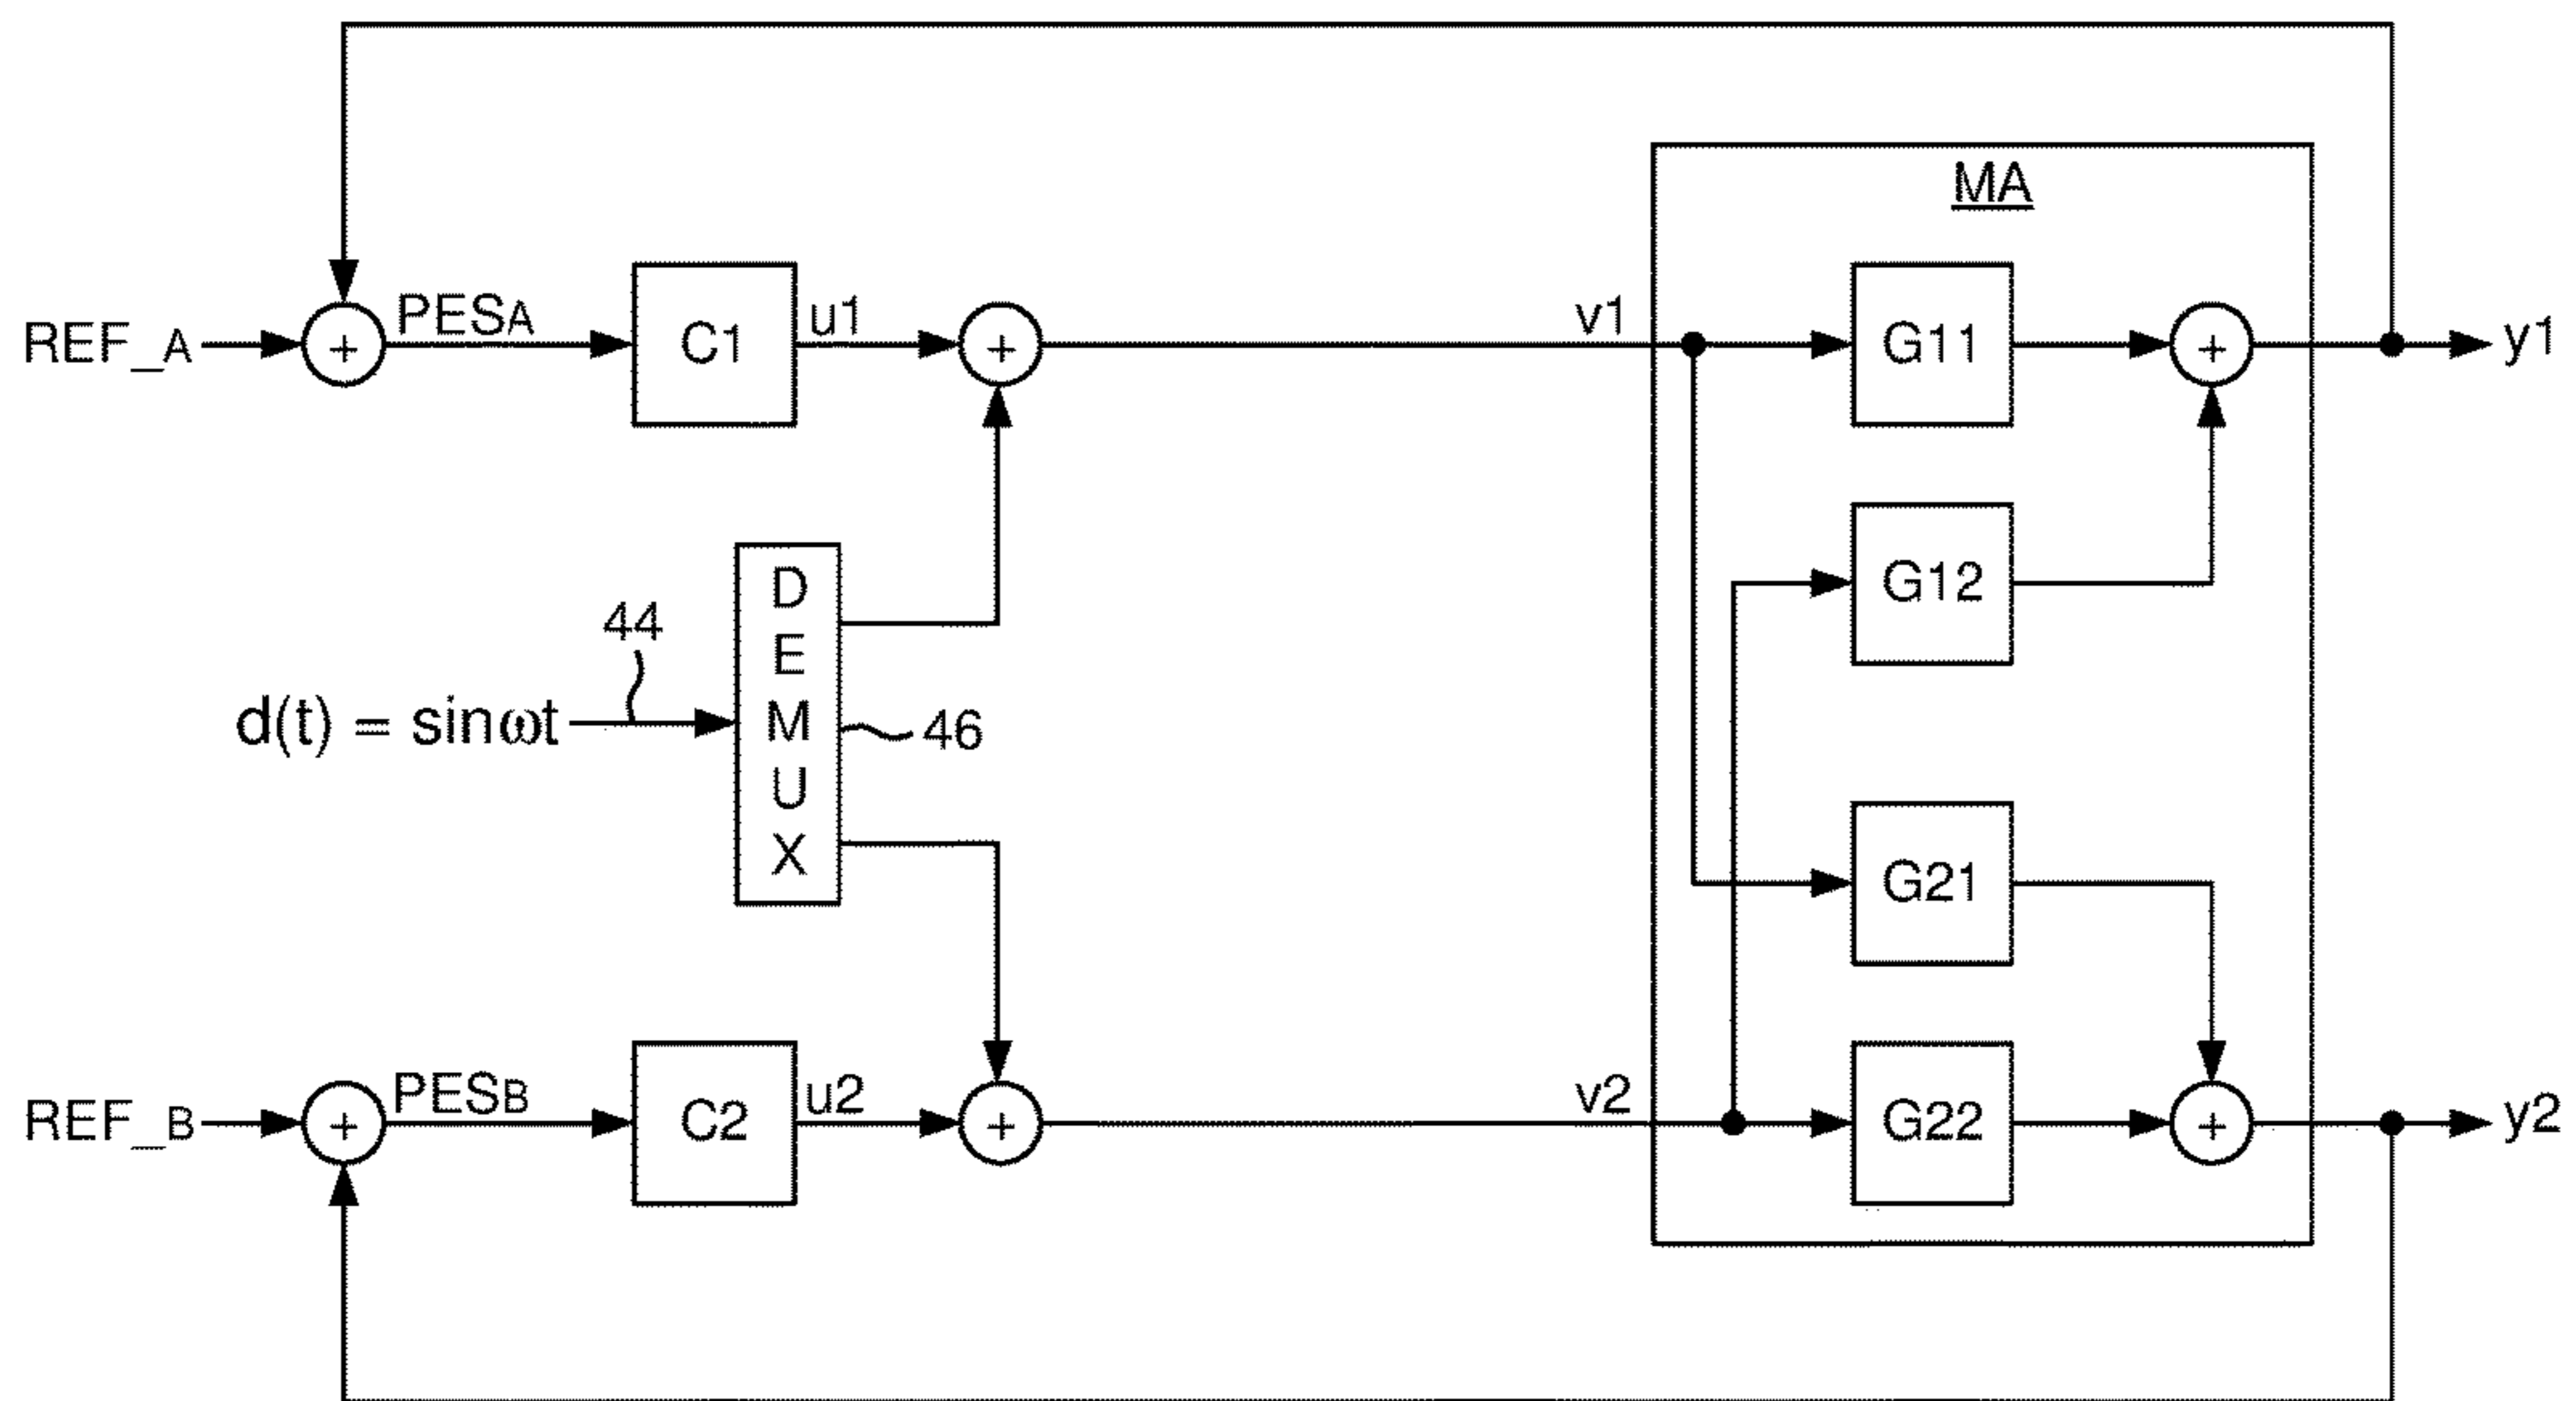 MA
REF_A
+
PESA
C1
u1
+
v1
G11
+
y1
G12
44
d(t) = sinωt
DEMUX
46
G21
REF_B
+
PESB
C2
u2
+
v2
G22
+
y2